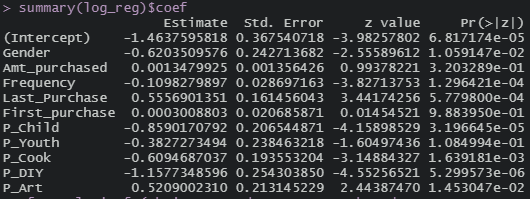 > summary(log_reg)$coef
Estimate Std. Error z value Pr(>|z|)
(Intercept) -1.4637595818 0.367540718 -3.98257802 6.817174e-05
Gender -0.6203509576 0.242713682 -2.55589612 1.059147e-02
Amt_purchased 0.0013479925 0.001356426 0.99378221 3.203289e-01
Frequency -0.1098279897 0.028697163 -3.82713753 1.296421e-04
Last_Purchase 0.5556901351 0.161456043 3.44174256 5.779800e-04
First_purchase 0.0003008803 0.020685871 0.01454521 9.883950e-01
P_Child -0.8590170792 0.206544871 -4.15898529 3.196645e-05
P_Youth -0.3827273494 0.238463218 -1.60497436 1.084994e-01
P_Cook -0.6094687037 0.193553204 -3.14884327 1.639181e-03
P_DIY -1.1577348596 0.254303850 -4.55256521 5.299573e-06
P_Art 0.5209002310 0.213145229 2.44387470 1.453047e-02